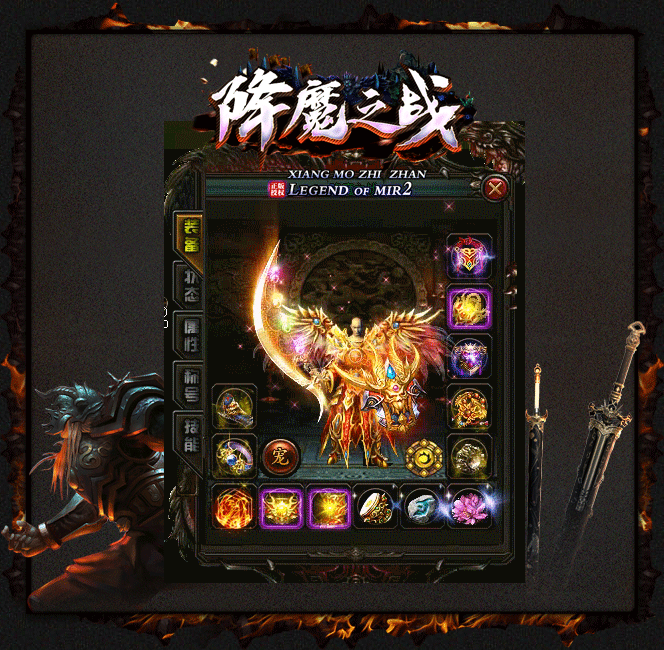 降魔之战
XIANG MO ZHI ZHAN
正版
授权
LEGEND OF MIR2
装备
状态
属性
称号
技能
宠